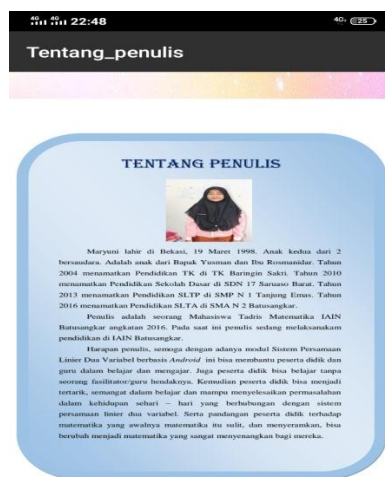 4G 4G 22:48
4G+ 25
Tentang_penulis
TENTANG PENULIS
Maryuni lahir di Bekasi, 19 Maret 1998. Anak kedua dari 2
bersaudara. Adalah anak dari Bapak Yusman dan Ibu Rosmanidar. Tahun
2004 menamatkan Pendidikan TK di TK Baringin Sakti. Tahun 2010
menamatkan Pendidikan Sekolah Dasar di SDN 17 Saruaso Barat. Tahun
2013 menamatkan Pendidikan SLTP di SMP N 1 Tanjung Emas. Tahun
2016 menamatkan Pendidikan SLTA di SMA N 2 Batusangkar.
Penulis adalah seorang Mahasiswa Tadris Matematika IAIN
Batusangkar angkatan 2016. Pada saat ini penulis sedang melaksanakam
pendidikan di IAIN Batusangkar.
Harapan penulis, semoga dengan adanya modul Sistem Persamaan
Linier Dua Variabel berbasis Android ini bisa membantu peserta didik dan
guru dalam belajar dan mengajar. Juga peserta didik bisa belajar tanpa
seorang fasilitator/guru hendaknya. Kemudian peserta didik bisa menjadi
tertarik, semangat dalam belajar dan mampu menyelesaikan permasalahan
dalam kehidupan sehari – hari yang berhubungan dengan sistem
persamaan linier dua variabel. Serta pandangan peserta didik terhadap
matematika yang awalnya matematika itu sulit, dan menyeramkan, bisa
berubah menjadi matematika yang sangat menyenangkan bagi mereka.